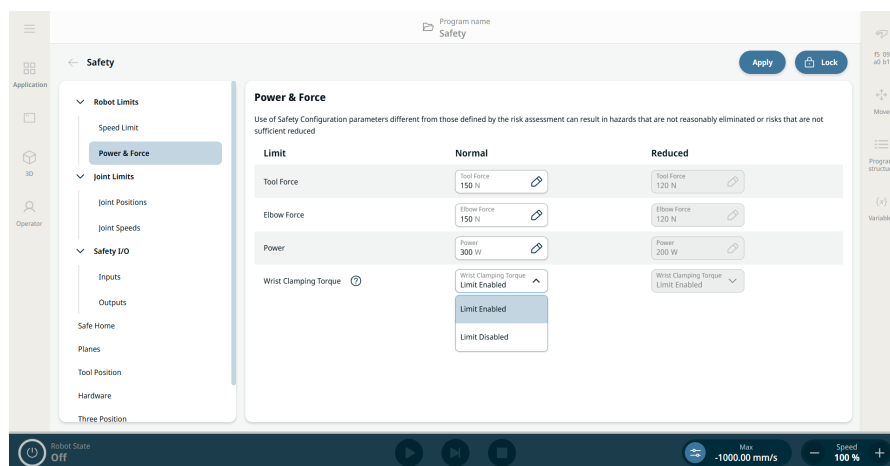 Program name
Safety
Application
3D
Operator
Safety
Apply
Lock
Robot Limits
Speed Limit
Power & Force
Joint Limits
Joint Positions
Joint Speeds
Safety I/O
Inputs
Outputs
Safe Home
Planes
Tool Position
Hardware
Three Position
Power & Force
Use of Safety Configuration parameters different from those defined by the risk assessment can result in hazards that are not reasonably eliminated or risks that are not
sufficient reduced
Limit Normal Reduced
Tool Force
Tool Force
150 N
Tool Force
120 N
Elbow Force
Elbow Force
150 N
Elbow Force
120 N
Power
Power
300 W
Power
200 W
Wrist Clamping Torque ?
Wrist Clamping Torque
Limit Enabled
Wrist Clamping Torque
Limit Enabled
Limit Enabled
Limit Disabled
Move
{x}
Robot State
Off
Max
-1000.00 mm/s
Speed
100 %